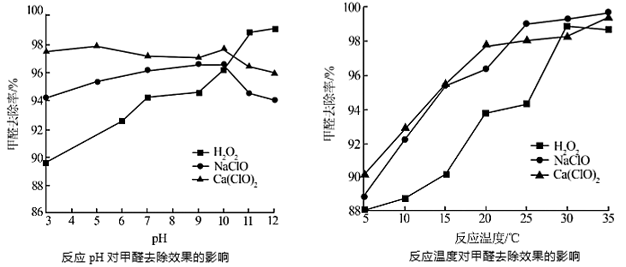 100
98
96
94
92
90
88
86
甲醛去除率/%
H₂O₂
NaClO
Ca(ClO)₂
3 4 5 6 7 8 9 10 11 12
pH
反应 pH 对甲醛去除效果的影响
100
98
96
94
92
90
88
甲醛去除率/%
H₂O₂
NaClO
Ca(ClO)₂
5 10 15 20 25 30 35
反应温度/℃
反应温度对甲醛去除效果的影响